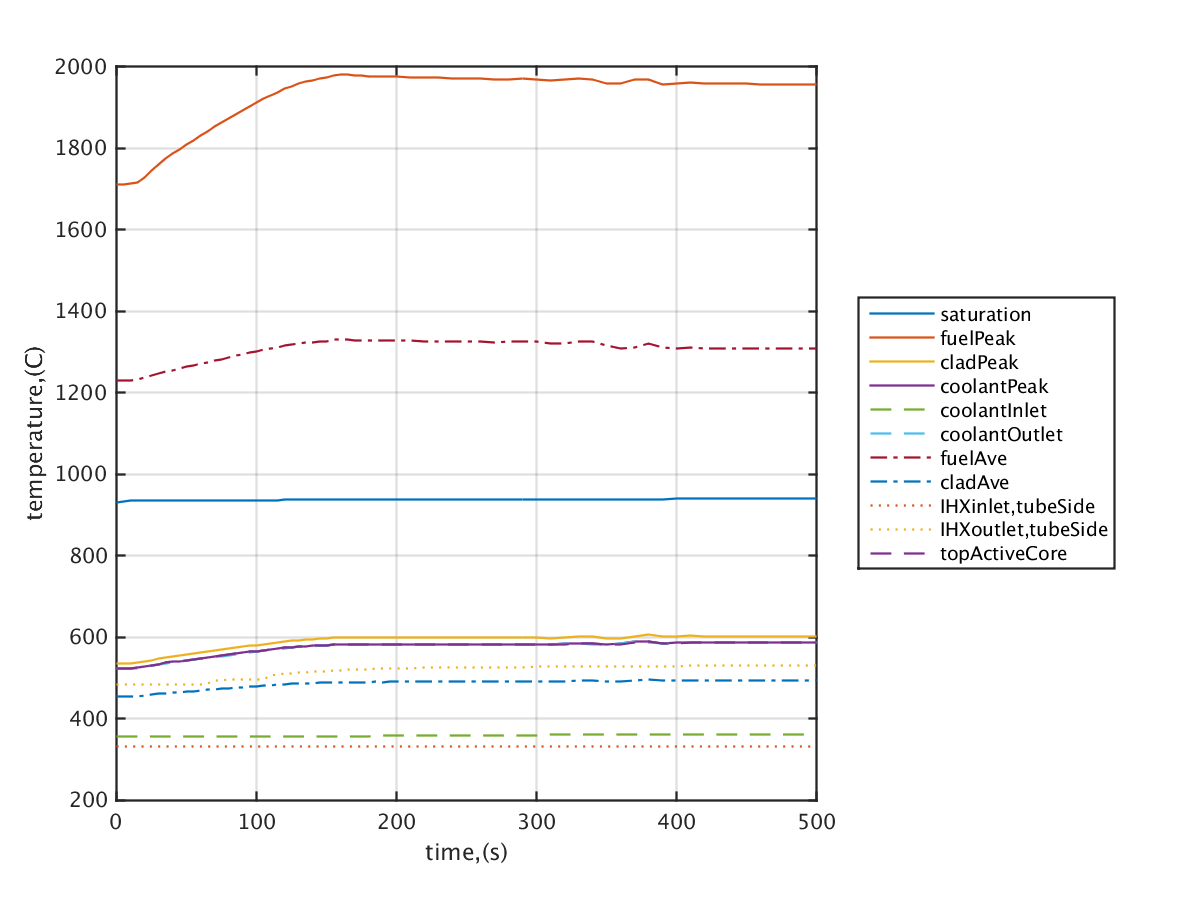 2000
1800
1600
1400
1200
1000
800
600
400
200
0 100 200 300 400 500
time,(s)
temperature,(C)
saturation
fuelPeak
cladPeak
coolantPeak
coolantInlet
coolantOutlet
fuelAve
cladAve
IHXinlet,tubeSide
IHXoutlet,tubeSide
topActiveCore